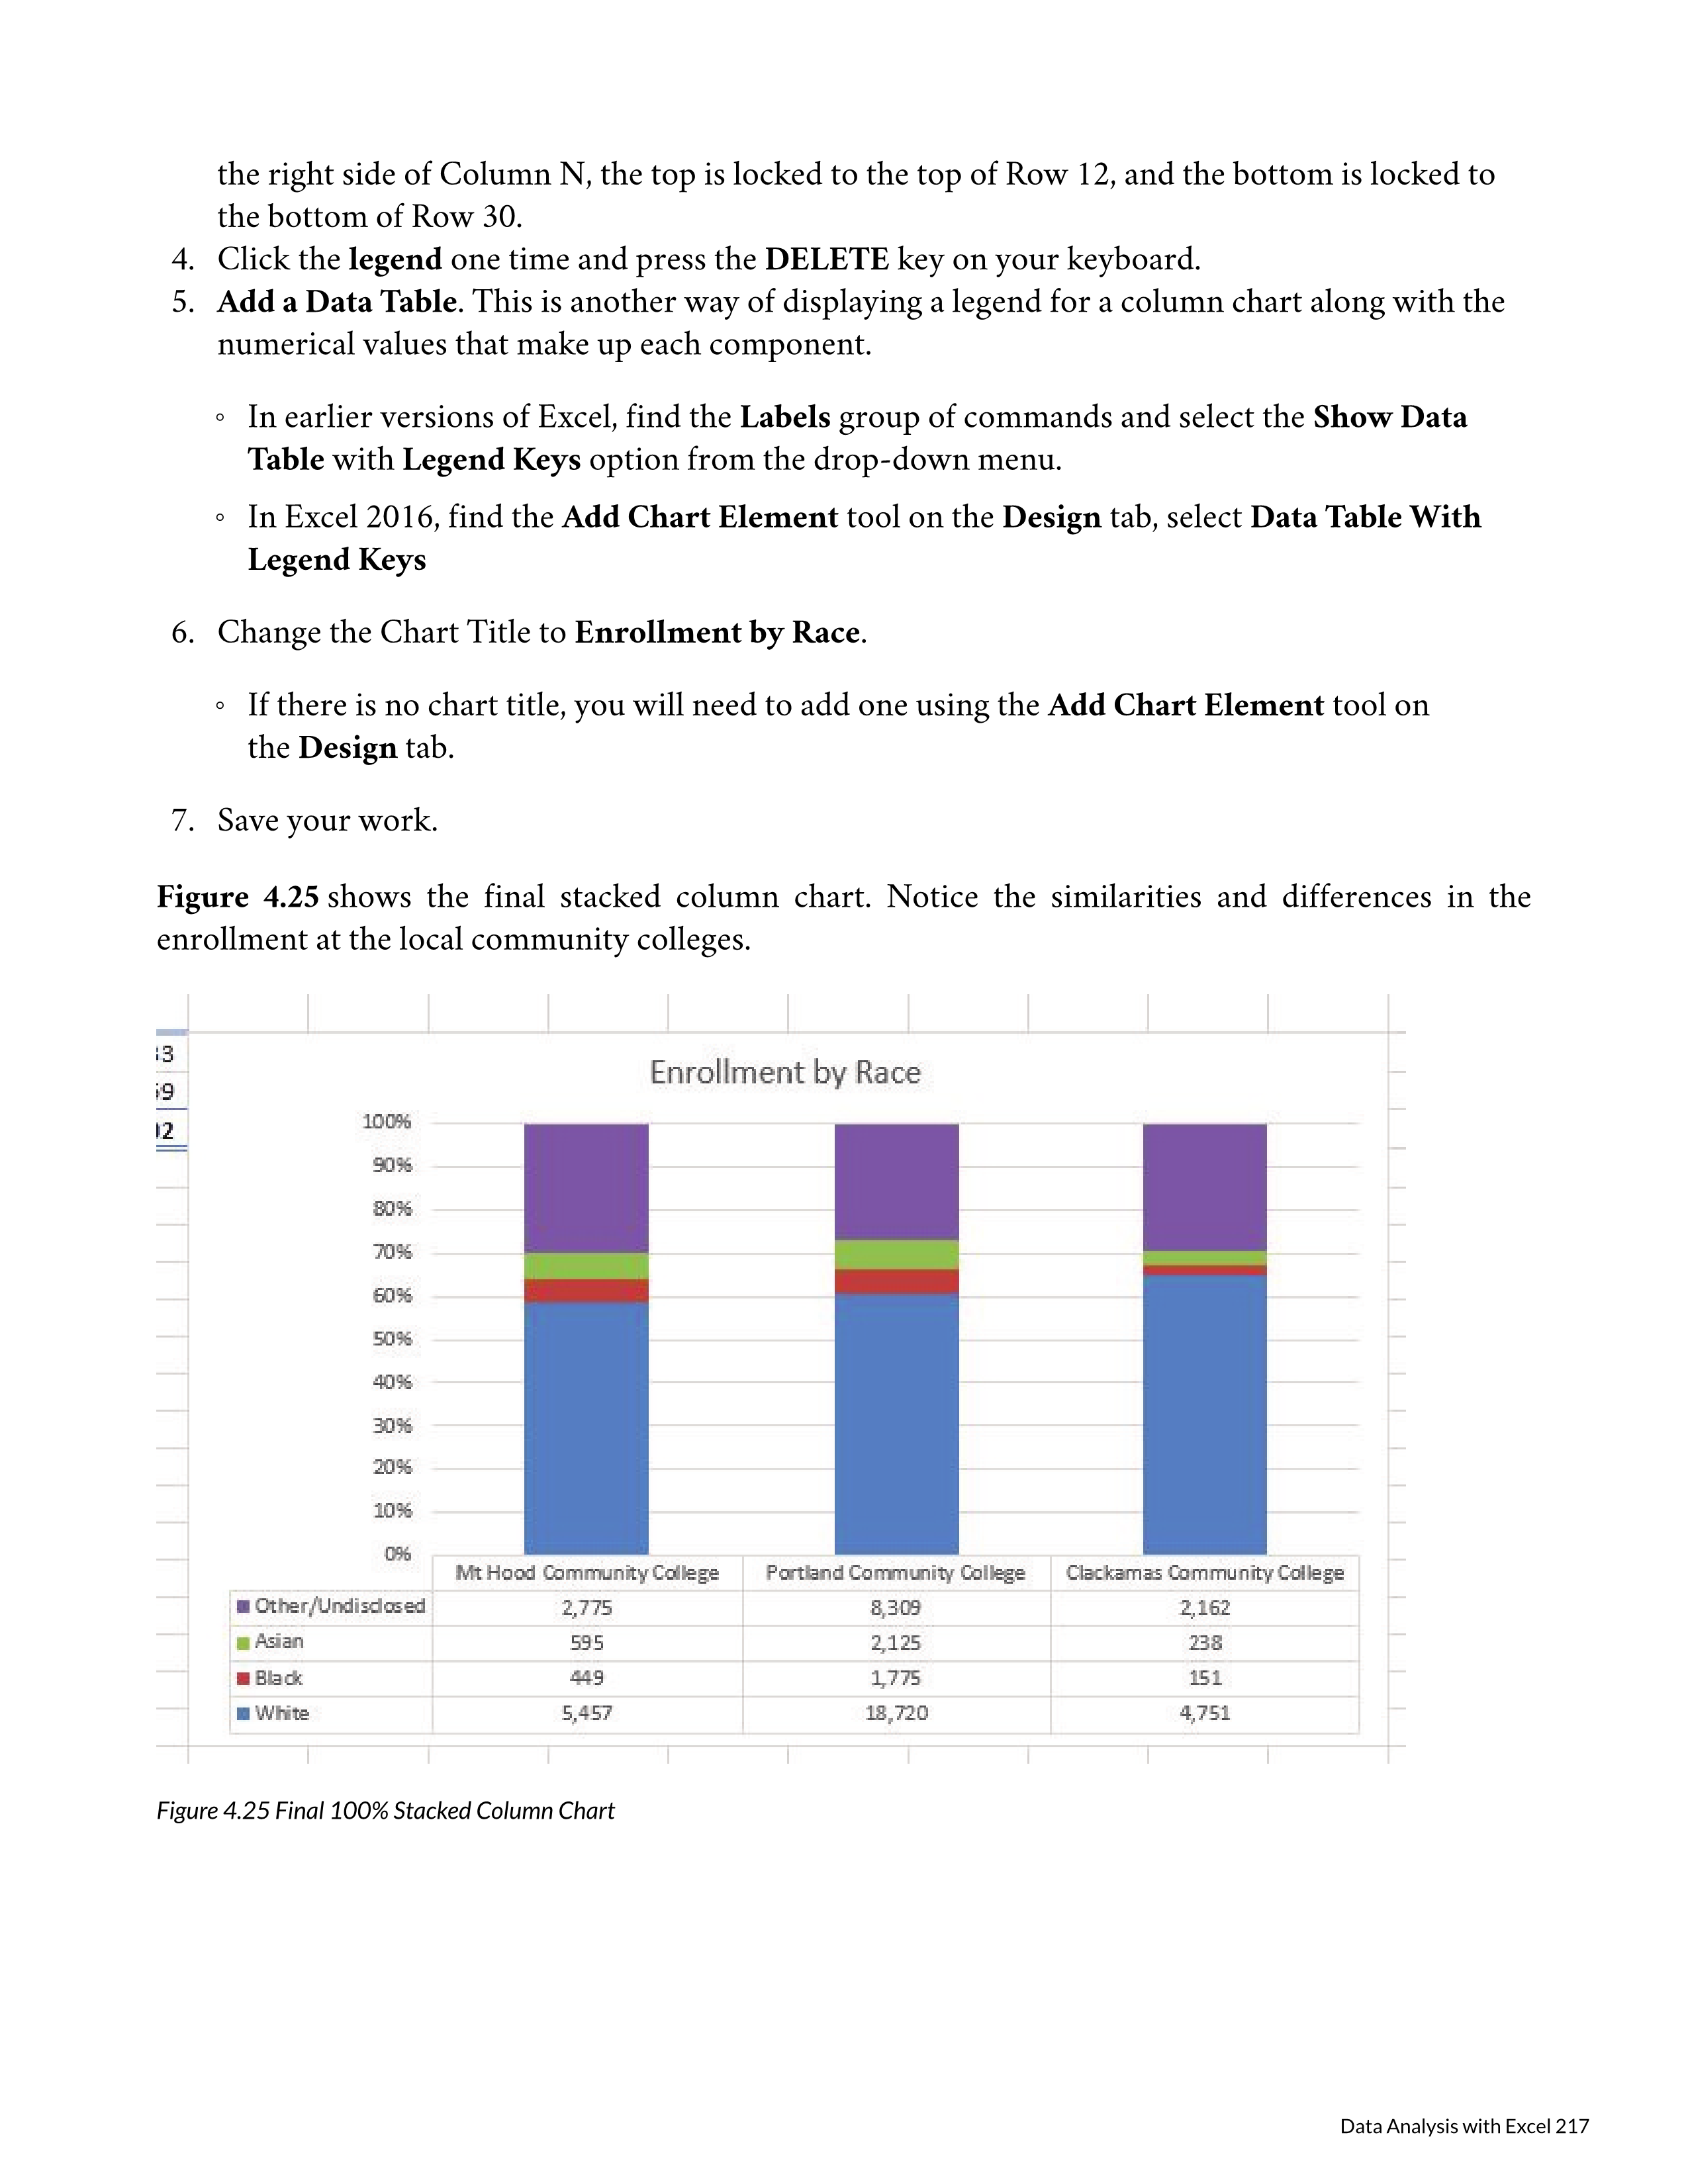 the right side of Column N, the top is locked to the top of Row 12, and the bottom is locked to
the bottom of Row 30.
4. Click the legend one time and press the DELETE key on your keyboard.
5. Add a Data Table. This is another way of displaying a legend for a column chart along with the
numerical values that make up each component.
◦ In earlier versions of Excel, find the Labels group of commands and select the Show Data
Table with Legend Keys option from the drop-down menu.
◦ In Excel 2016, find the Add Chart Element tool on the Design tab, select Data Table With
Legend Keys
6. Change the Chart Title to Enrollment by Race.
◦ If there is no chart title, you will need to add one using the Add Chart Element tool on
the Design tab.
7. Save your work.
Figure 4.25 shows the final stacked column chart. Notice the similarities and differences in the
enrollment at the local community colleges.
Enrollment by Race
100%
90%
80%
70%
60%
50%
40%
30%
20%
10%
0%
Mt Hood Community College Portland Community College Clackamas Community College
Other/Undisclosed 2,775 8,309 2,162
Asian 595 2,125 238
Black 449 1,775 151
White 5,457 18,720 4,751
Figure 4.25 Final 100% Stacked Column Chart
Data Analysis with Excel 217